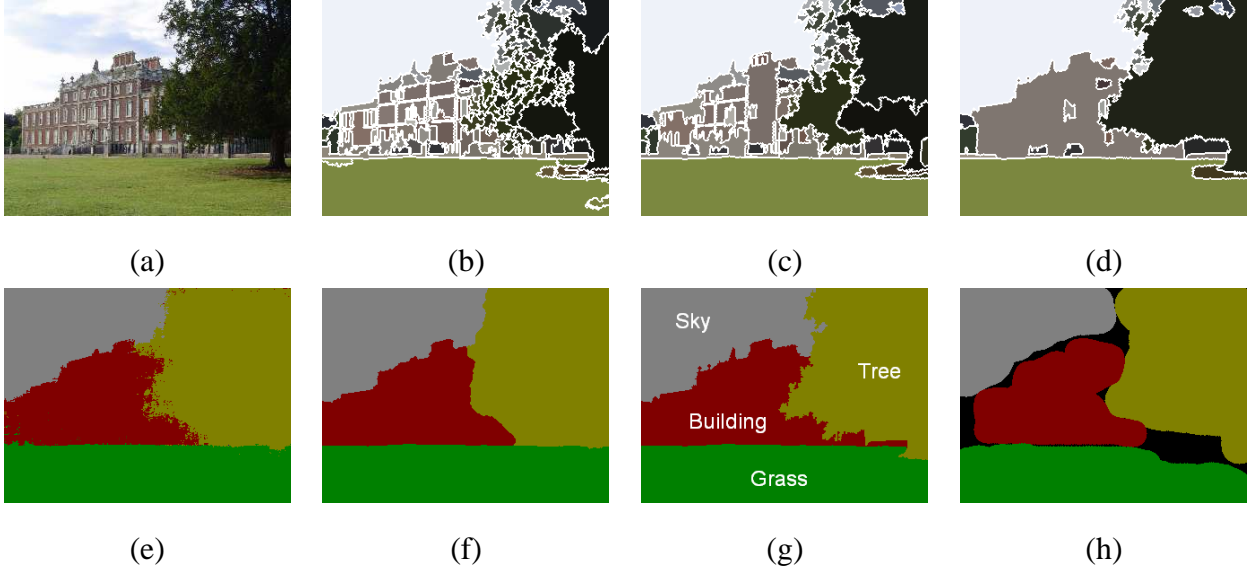 (a)
(b)
(c)
(d)
Sky
Tree
Building
Grass
(e)
(f)
(g)
(h)